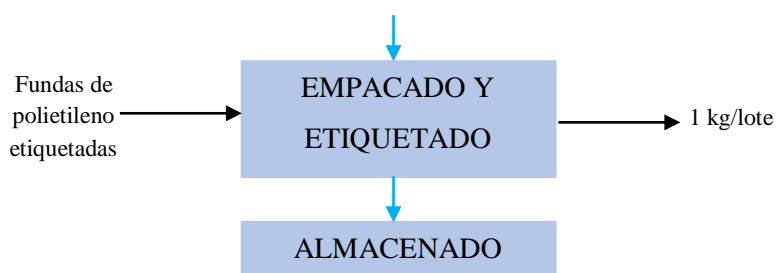 Fundas de
polietileno
etiquetadas
EMPACADO Y
ETIQUETADO
1 kg/lote
ALMACENADO